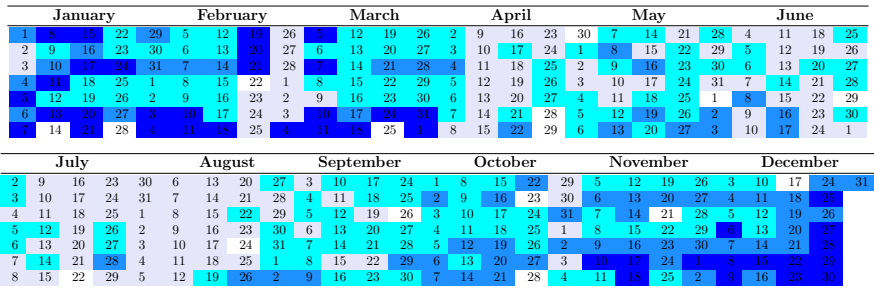 January February March April May June
1 8 15 22 29 5 12 19 26 5 12 19 26 2 9 16 23 30 7 14 21 28 4 11 18 25
2 9 16 23 30 6 13 20 27 6 13 20 27 3 10 17 24 1 8 15 22 29 5 12 19 26
3 10 17 24 31 7 14 21 28 7 14 21 28 4 11 18 25 2 9 16 23 30 6 13 20 27
4 11 18 25 1 8 15 22 1 8 15 22 29 5 12 19 26 3 10 17 24 31 7 14 21 28
5 12 19 26 2 9 16 23 2 9 16 23 30 6 13 20 27 4 11 18 25 1 8 15 22 29
6 13 20 27 3 10 17 24 3 10 17 24 31 7 14 21 28 5 12 19 26 2 9 16 23 30
7 14 21 28 4 11 18 25 4 11 18 25 1 8 15 22 29 6 13 20 27 3 10 17 24 1
July August September October November December
2 9 16 23 30 6 13 20 27 3 10 17 24 1 8 15 22 29 5 12 19 26 3 10 17 24 31
3 10 17 24 31 7 14 21 28 4 11 18 25 2 9 16 23 30 6 13 20 27 4 11 18 25
4 11 18 25 1 8 15 22 29 5 12 19 26 3 10 17 24 31 7 14 21 28 5 12 19 26
5 12 19 26 2 9 16 23 30 6 13 20 27 4 11 18 25 1 8 15 22 29 6 13 20 27
6 13 20 27 3 10 17 24 31 7 14 21 28 5 12 19 26 2 9 16 23 30 7 14 21 28
7 14 21 28 4 11 18 25 1 8 15 22 29 6 13 20 27 3 10 17 24 1 8 15 22 29
8 15 22 29 5 12 19 26 2 9 16 23 30 7 14 21 28 4 11 18 25 2 9 16 23 30